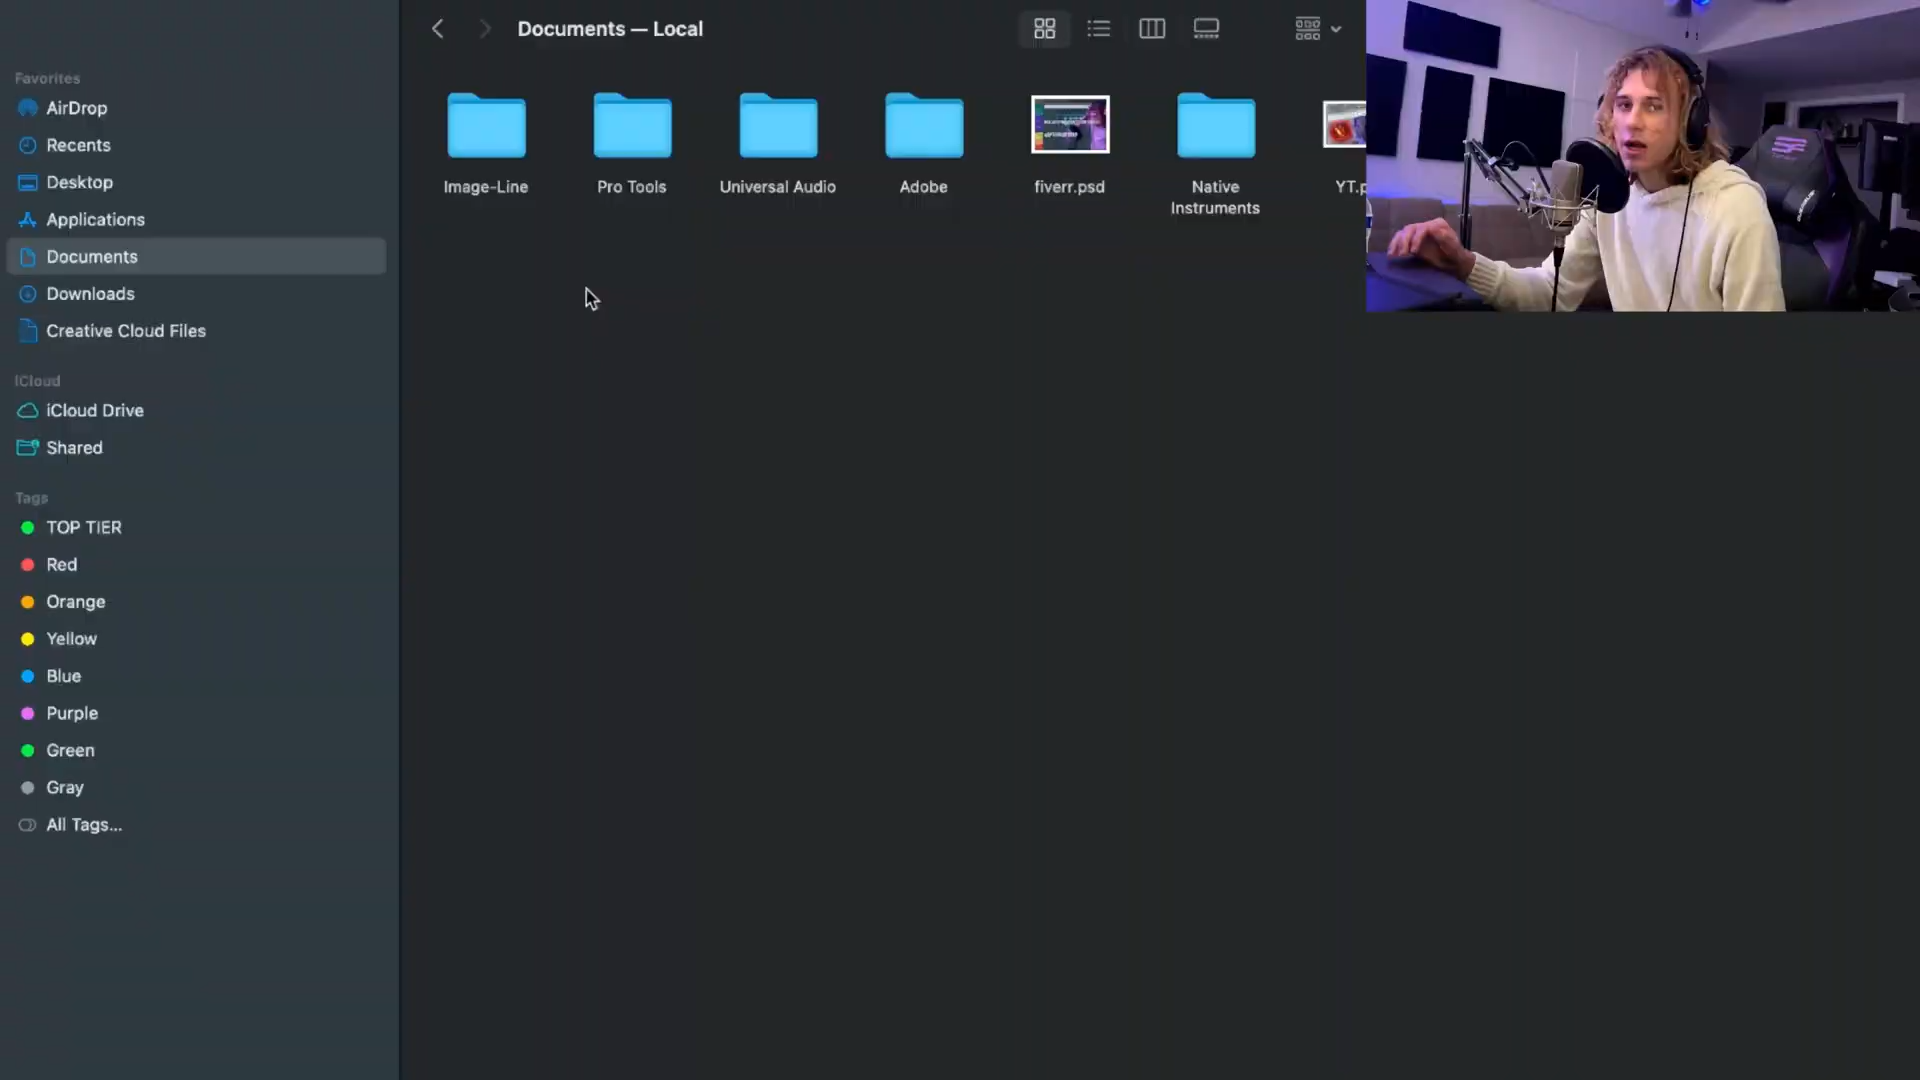 Documents — Local
Favorites
AirDrop
Recents
Desktop
Applications
Documents
Downloads
Creative Cloud Files
iCloud
iCloud Drive
Shared
Tags
TOP TIER
Red
Orange
Yellow
Blue
Purple
Green
Gray
All Tags...
Image-Line
Pro Tools
Universal Audio
Adobe
fiverr.psd
Native
Instruments
YT.p